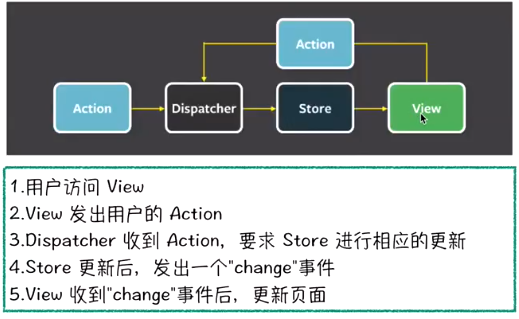 Action
Action
Dispatcher
Store
View
1.用户访问 View
2.View 发出用户的 Action
3.Dispatcher 收到 Action，要求 Store 进行相应的更新
4.Store 更新后，发出一个"change"事件
5.View 收到"change"事件后，更新页面